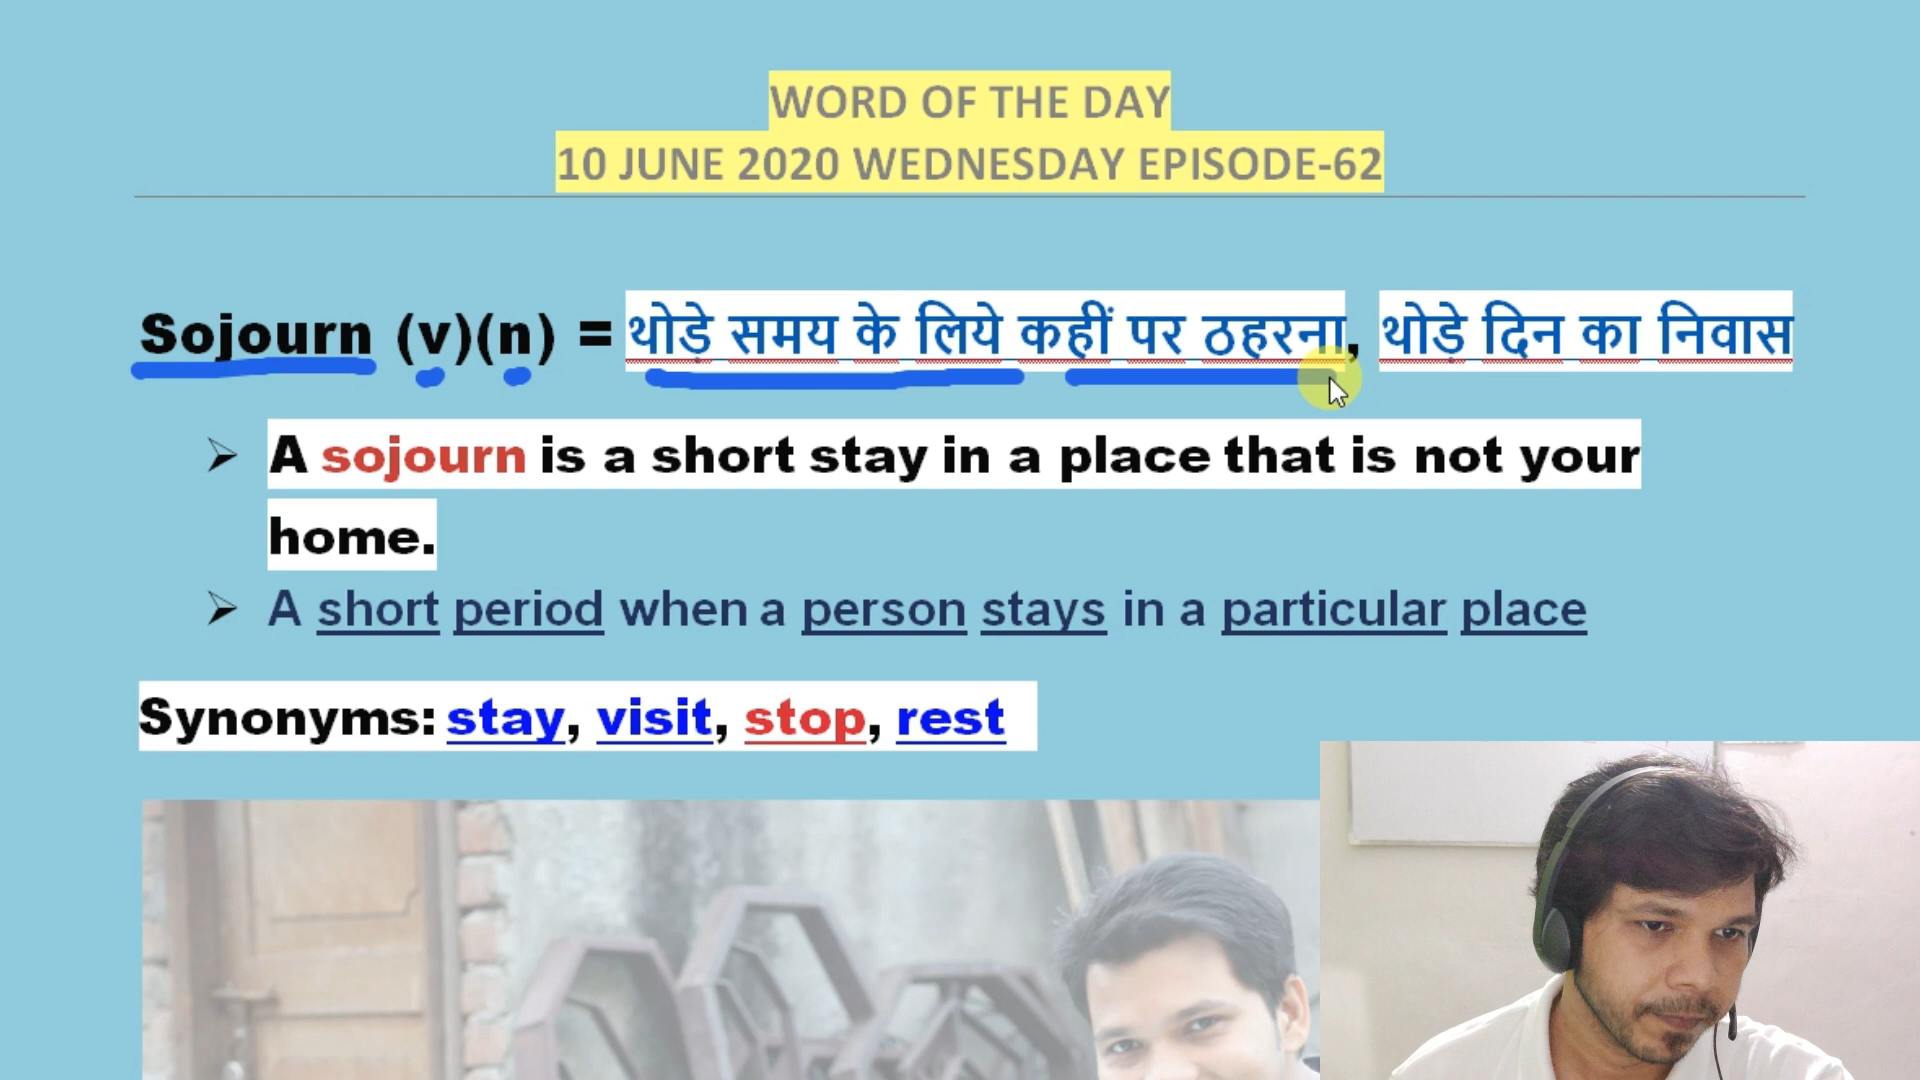 WORD OF THE DAY
10 JUNE 2020 WEDNESDAY EPISODE-62
Sojourn (v)(n) = थोडे समय के लिये कहीं पर ठहरना, थोडे दिन का निवास
➢ A sojourn is a short stay in a place that is not your
home.
➢ A short period when a person stays in a particular place
Synonyms: stay, visit, stop, rest